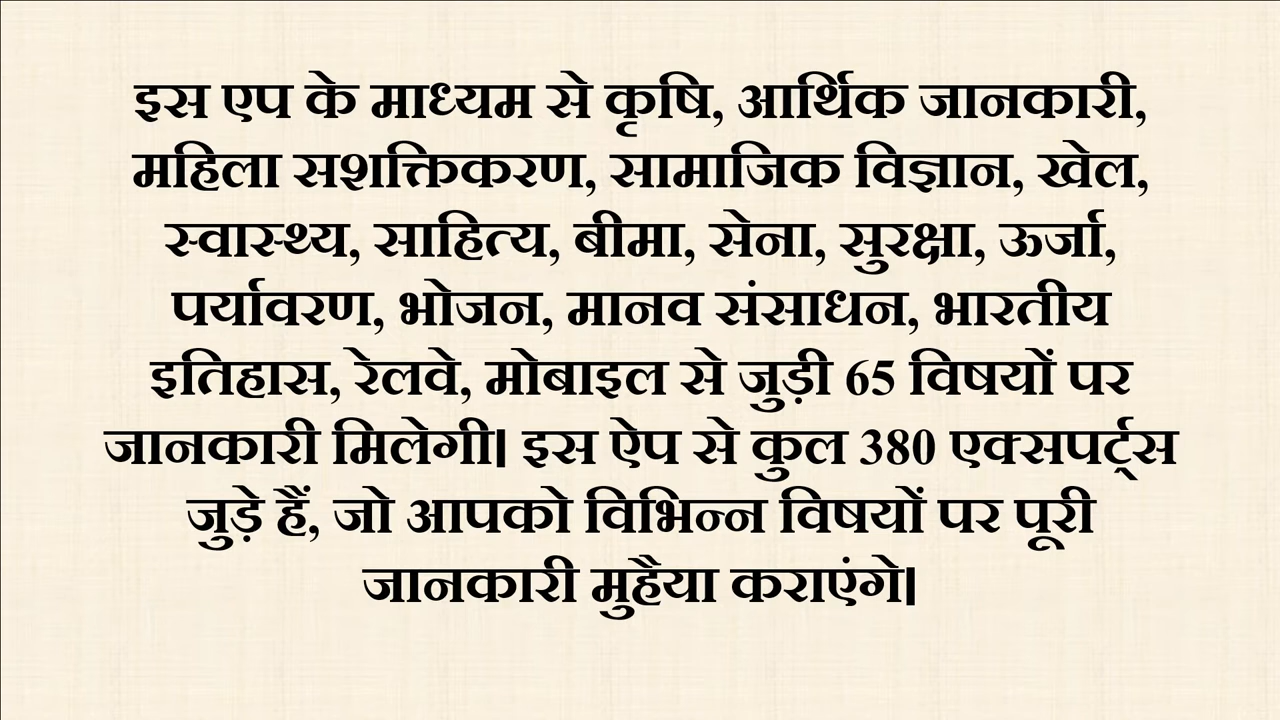 इस एप के माध्यम से कृषि, आर्थिक जानकारी,
महिला सशक्तिकरण, सामाजिक विज्ञान, खेल,
स्वास्थ्य, साहित्य, बीमा, सेना, सुरक्षा, ऊर्जा,
पर्यावरण, भोजन, मानव संसाधन, भारतीय
इतिहास, रेलवे, मोबाइल से जुड़ी 65 विषयों पर
जानकारी मिलेगी। इस ऐप से कुल 380 एक्सपर्ट्स
जुड़े हैं, जो आपको विभिन्न विषयों पर पूरी
जानकारी मुहैया कराएंगे।